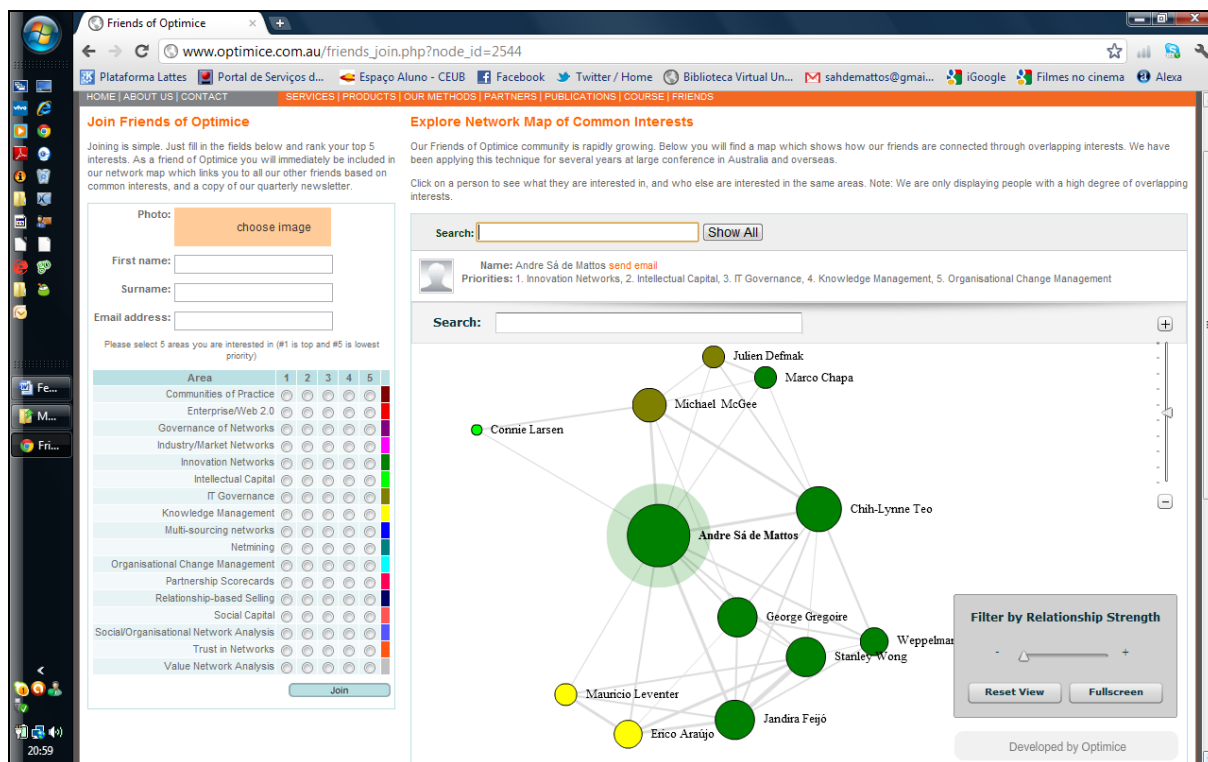 Friends of Optimice
www.optimice.com.au/friends_join.php?node_id=2544
Plataforma Lattes Portal de Serviços d... Espaço Aluno - CEUB Facebook Twitter / Home Biblioteca Virtual Un... sahdemattos@gmai... iGoogle Filmes no cinema Alexa
HOME | ABOUT US | CONTACT SERVICES | PRODUCTS | OUR METHODS | PARTNERS | PUBLICATIONS | COURSE | FRIENDS
Join Friends of Optimice
Joining is simple. Just fill in the fields below and rank your top 5
interests. As a friend of Optimice you will immediately be included in
our network map which links you to all our other friends based on
common interests, and a copy of our quarterly newsletter.
Photo:
choose image
First name:
Surname:
Email address:
Please select 5 areas you are interested in (#1 is top and #5 is lowest
priority)
Area 1 2 3 4 5
Communities of Practice
Enterprise/Web 2.0
Governance of Networks
Industry/Market Networks
Innovation Networks
Intellectual Capital
IT Governance
Knowledge Management
Multi-sourcing networks
Netmining
Organisational Change Management
Partnership Scorecards
Relationship-based Selling
Social Capital
Social/Organisational Network Analysis
Trust in Networks
Value Network Analysis
Join
Explore Network Map of Common Interests
Our Friends of Optimice community is rapidly growing. Below you will find a map which shows how our friends are connected through overlapping interests. We have
been applying this technique for several years at large conference in Australia and overseas.
Click on a person to see what they are interested in, and who else are interested in the same areas. Note: We are only displaying people with a high degree of overlapping
interests.
Search: Show All
Name: Andre Sá de Mattos send email
Priorities: 1. Innovation Networks, 2. Intellectual Capital, 3. IT Governance, 4. Knowledge Management, 5. Organisational Change Management
Search:
+
Julien Defmak
Marco Chapa
Michael McGee
Connie Larsen
Chih-Lynne Teo
-
Andre Sá de Mattos
George Gregoire
Weppelmar
Stanley Wong
Mauricio Leventer
Jandira Feijó
Erico Araújo
Filter by Relationship Strength
- +
Reset View Fullscreen
Developed by Optimice
Fe...
M...
Fri...
20:59